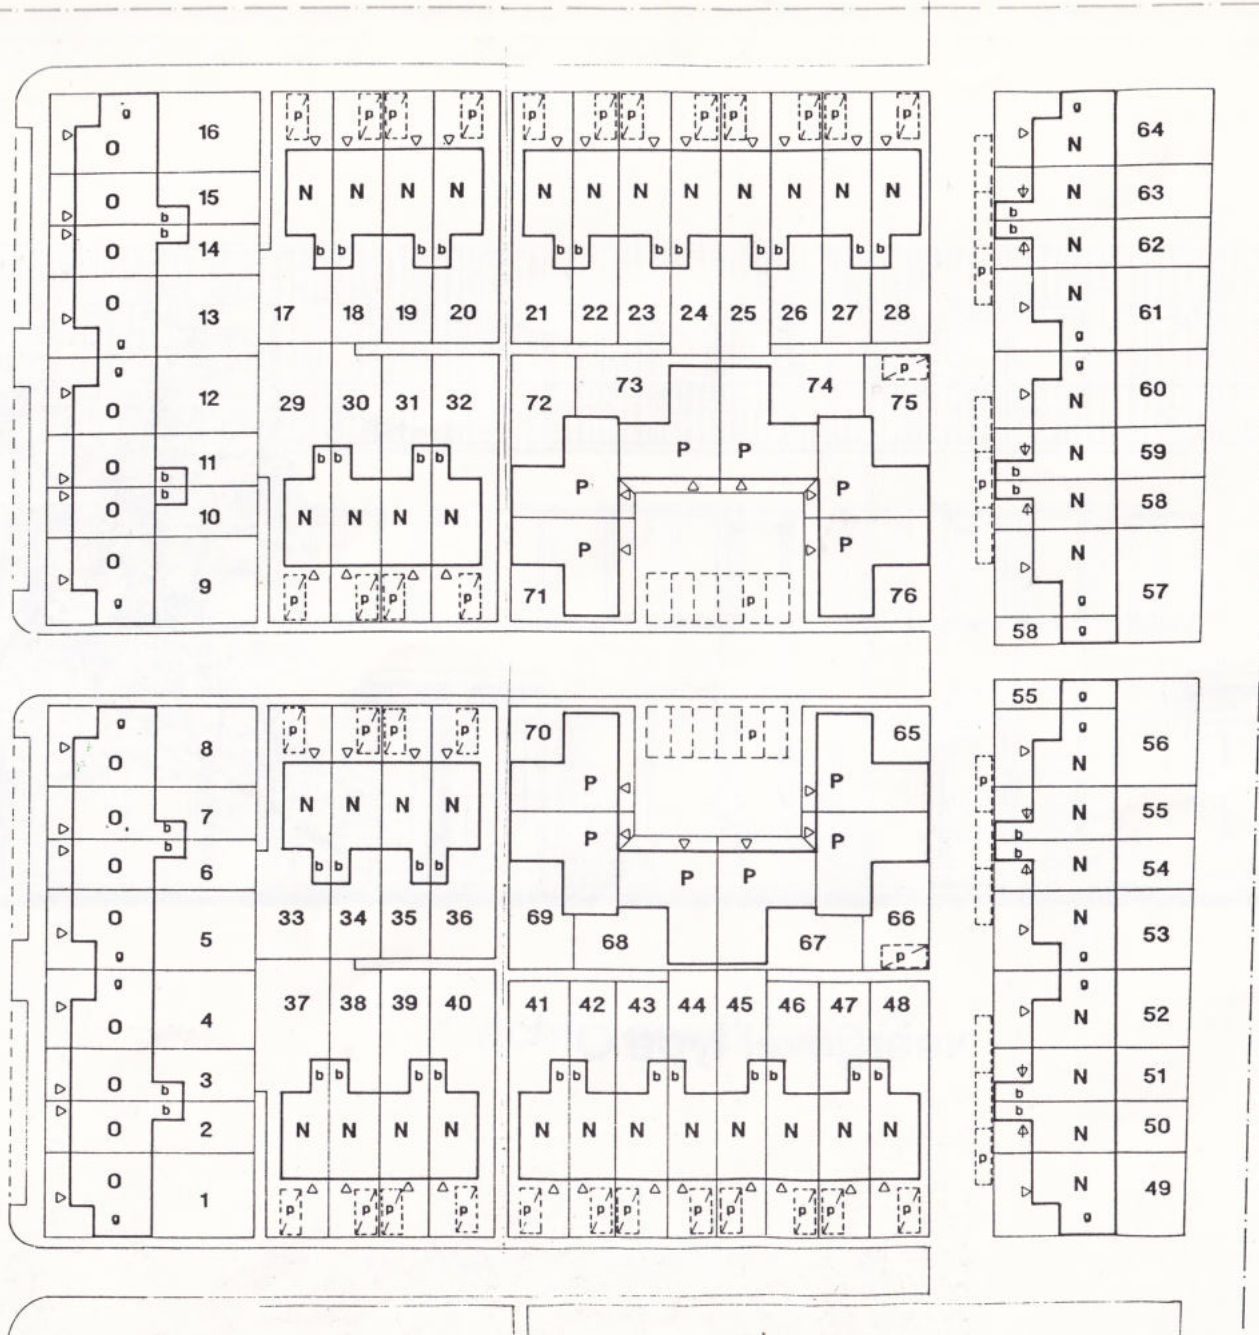 g p p p p p p p p p p p p g
16 O N 64
N N N N N N N N N N N N
15 O N 63
b b
b b
14 O N 62
b b b b b b b b b b b b
p
13 O N 61
17 18 19 20 21 22 23 24 25 26 27 28
g g
g g
p
12 O 29 30 31 32 72 73 74 75 N 60
11 O b b b b b P P N 59
b
10 O b P P b N 58
p
N N N N
O P P N
9 57
p p p p 71 p 76
g g
58 g
55 g
g p p p p 70 p 65 g
8 O N 56
P P p
7 O N N N N N 55
b b
b P P b
6 O N 54
b b b b P P
5 O 33 34 35 36 69 68 67 66 N 53
g p g
g g
4 O 37 38 39 40 41 42 43 44 45 46 47 48 N 52
3 O b b b b b b b b b b b b N 51
b b
b b
2 O N N N N N N N N N N N N N 50
p
1 O N 49
g p p p p p p p p p p p p g